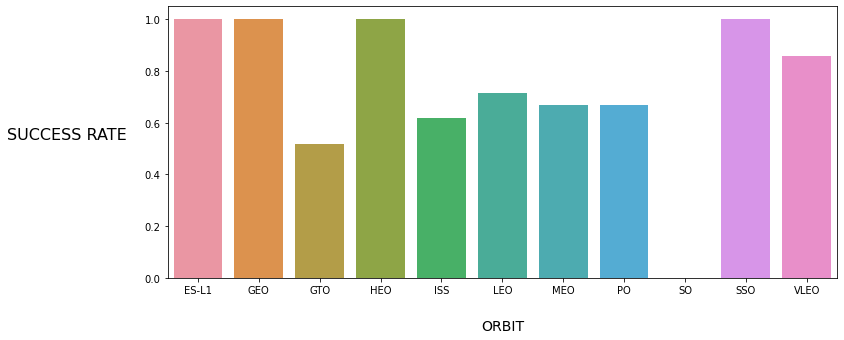 1.0
0.8
0.6
0.4
0.2
0.0
SUCCESS RATE
ES-L1 GEO GTO HEO ISS LEO MEO PO SO SSO VLEO
ORBIT